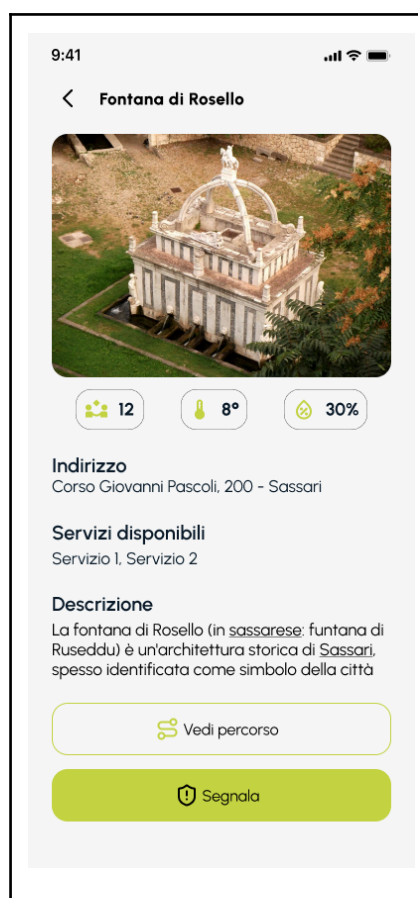 9:41
Fontana di Rosello
12 8° 30%
Indirizzo
Corso Giovanni Pascoli, 200 - Sassari
Servizi disponibili
Servizio 1, Servizio 2
Descrizione
La fontana di Rosello (in sassarese: funtana di
Ruseddu) è un'architettura storica di Sassari,
spesso identificata come simbolo della città
Vedi percorso
Segnala